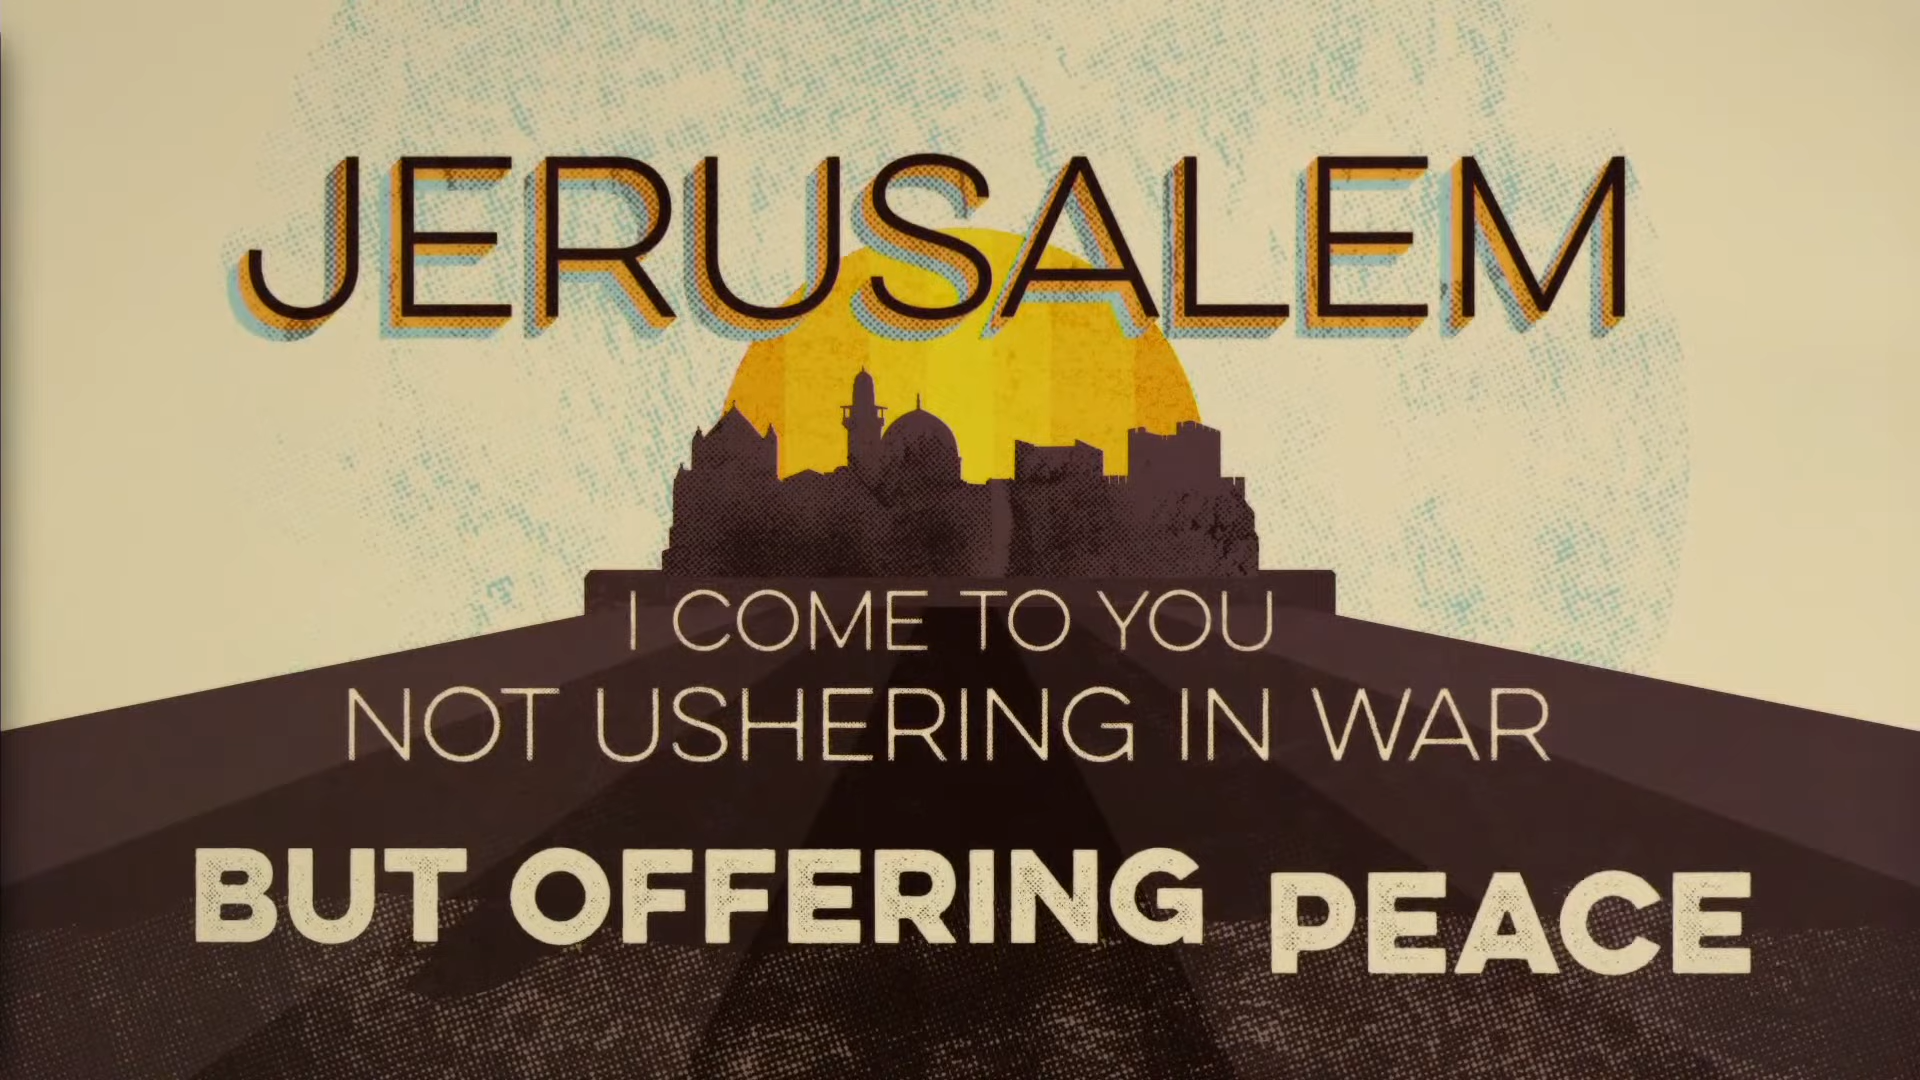 JERUSALEM
I COME TO YOU
NOT USHERING IN WAR
BUT OFFERING PEACE